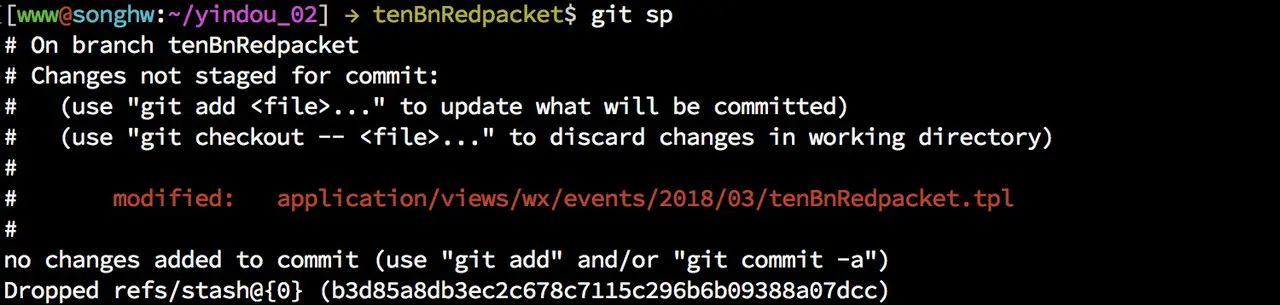 [www@songhw:~/yindou_02] → tenBnRedpacket$ git sp
# On branch tenBnRedpacket
# Changes not staged for commit:
#   (use "git add <file>..." to update what will be committed)
#   (use "git checkout -- <file>..." to discard changes in working directory)
#
#       modified:   application/views/wx/events/2018/03/tenBnRedpacket.tpl
#
no changes added to commit (use "git add" and/or "git commit -a")
Dropped refs/stash@{0} (b3d85a8db3ec2c678c7115c296b6b09388a07dcc)